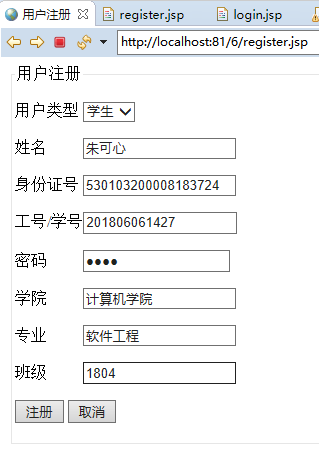 用户注册 register.jsp login.jsp
http://localhost:81/6/register.jsp
用户注册
用户类型 学生
姓名 朱可心
身份证号 530103200008183724
工号/学号 201806061427
密码 ●●●●
学院 计算机学院
专业 软件工程
班级 1804
注册 取消